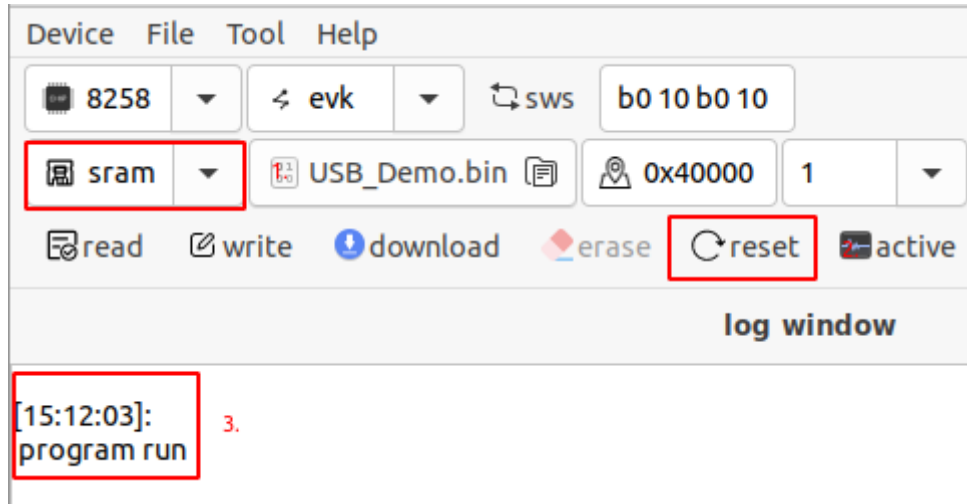 Device File Tool Help
8258 evk sws b0 10 b0 10
sram USB_Demo.bin 0x40000 1
read write download erase reset active
log window
[15:12:03]: 3.
program run